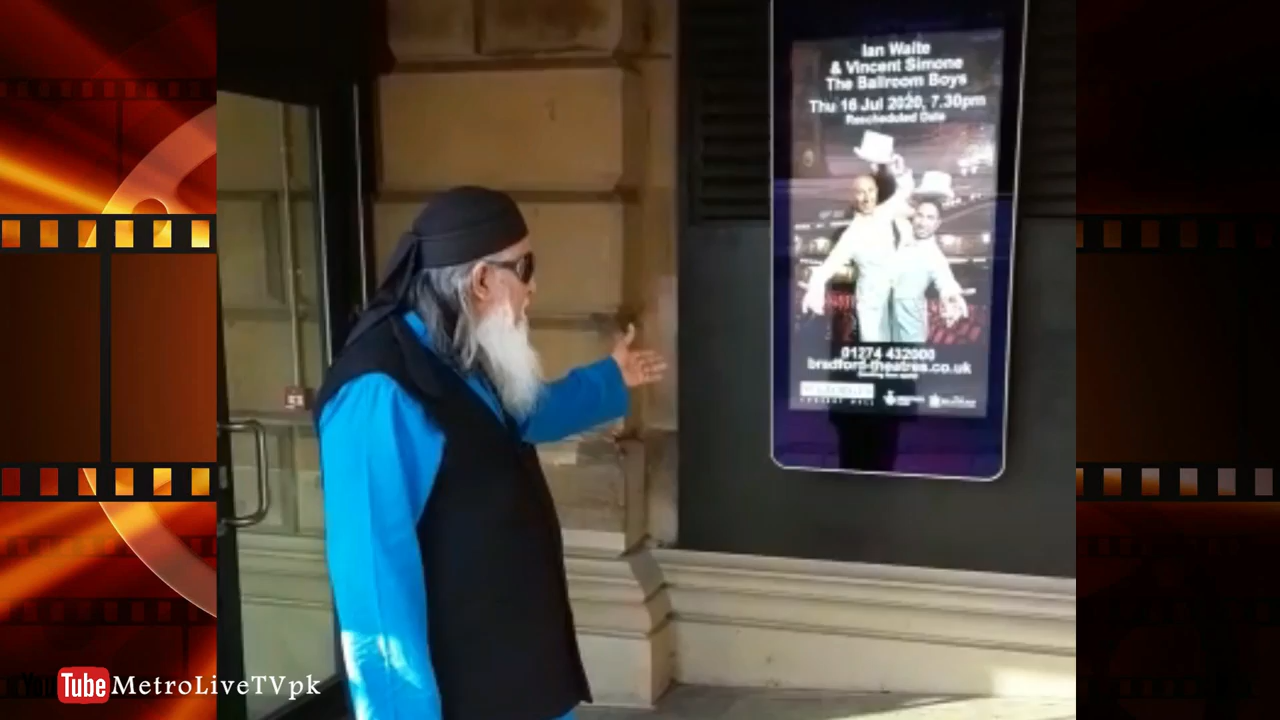 Ian Waite
& Vincent Simone
The Ballroom Boys
Thu 16 Jul 2020, 7.30pm
Rescheduled Date
01274 432000
bradford-theatres.co.uk
YouTube MetroLiveTVpk